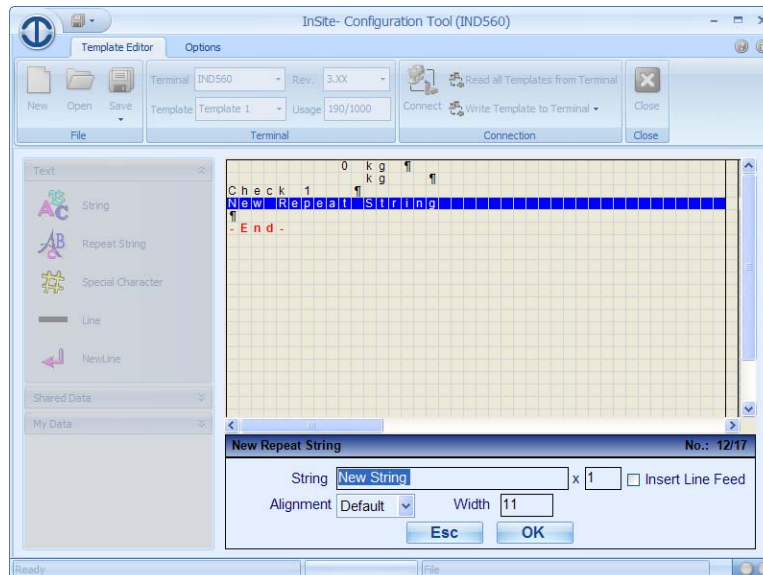 InSite- Configuration Tool (IND560)
Template Editor Options
New Open Save
File
Terminal IND560 Rev. 3.XX
Template Template 1 Usage 190/1000
Terminal
Connect Read all Templates from Terminal
Write Template to Terminal
Connection
Close
Close
Text
String
Repeat String
Special Character
Line
NewLine
Shared Data
My Data
0 kg ¶
kg ¶
Check 1 ¶
New Repeat String
¶
-End-
New Repeat String No.: 12/17
String New String x 1 Insert Line Feed
Alignment Default Width 11
Esc OK
Ready File